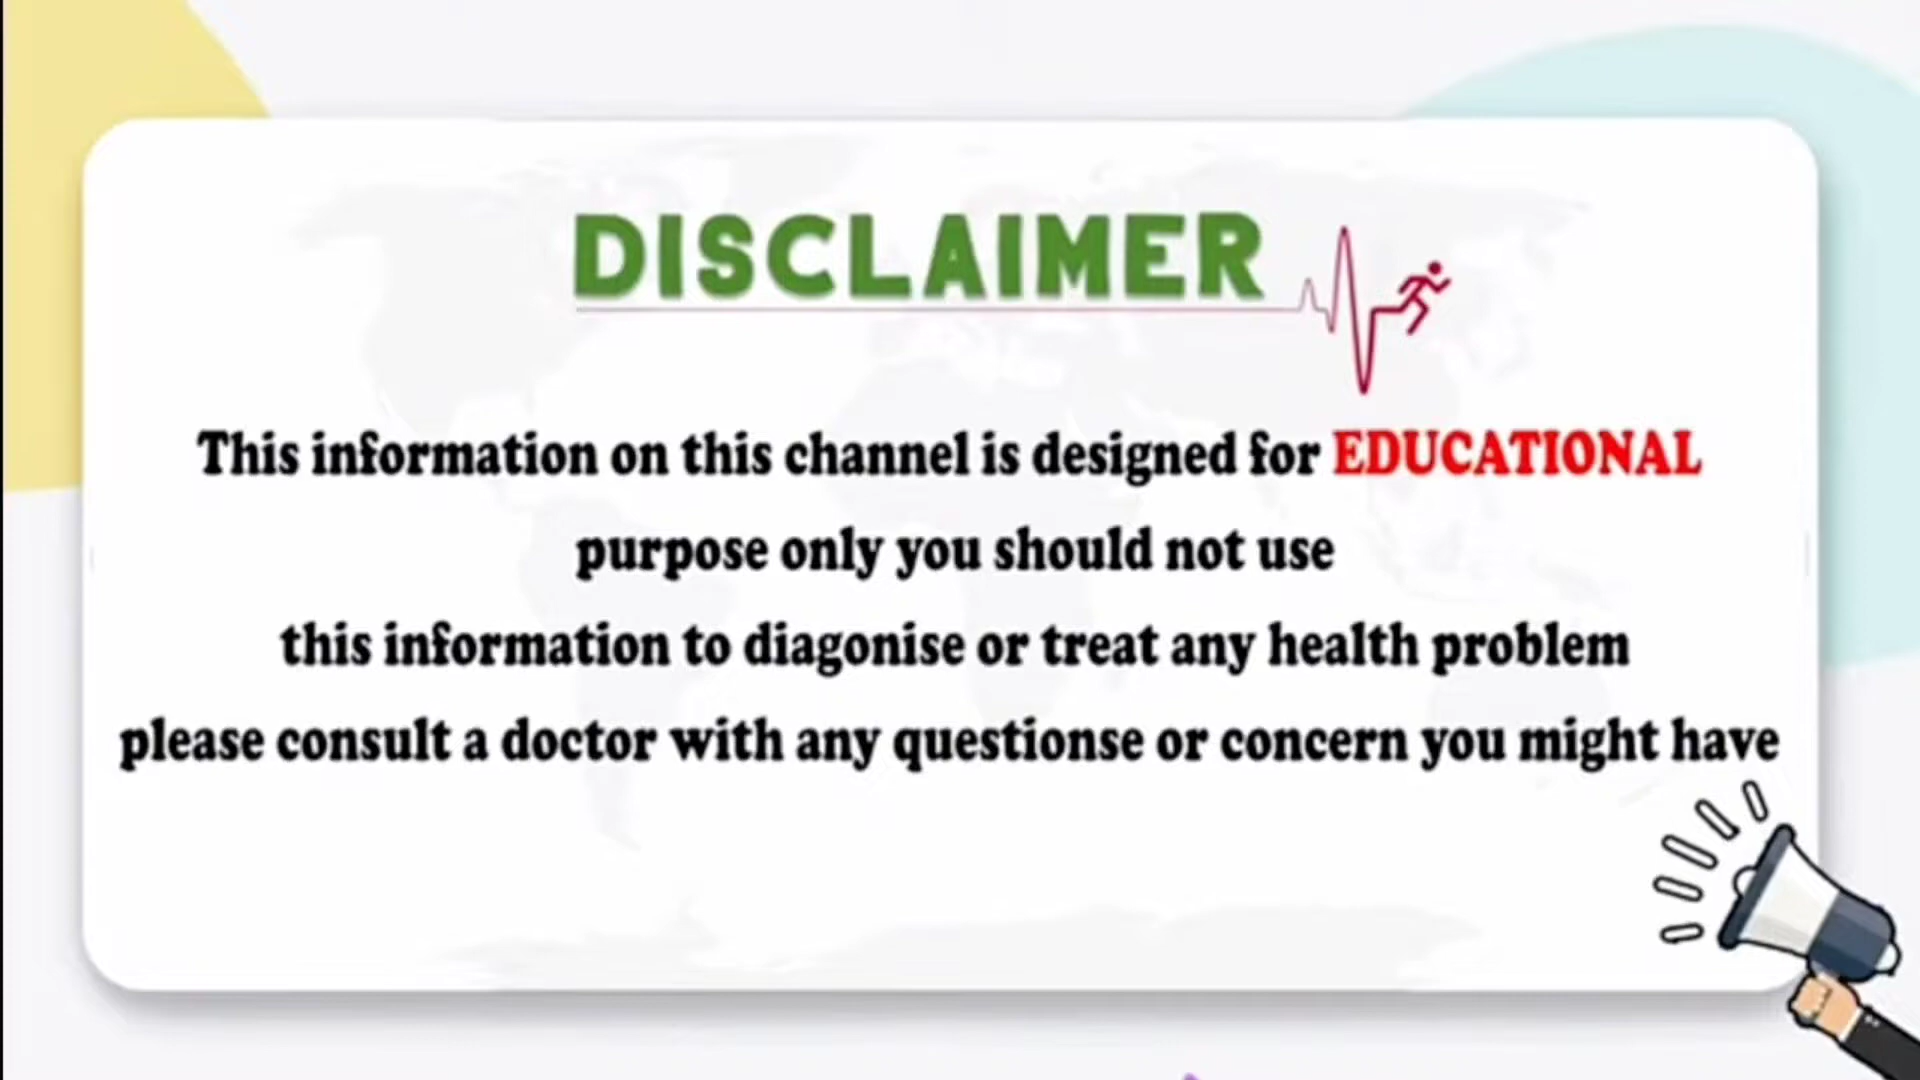 DISCLAIMER
This information on this channel is designed for EDUCATIONAL
purpose only you should not use
this information to diagonise or treat any health problem
please consult a doctor with any questionse or concern you might have